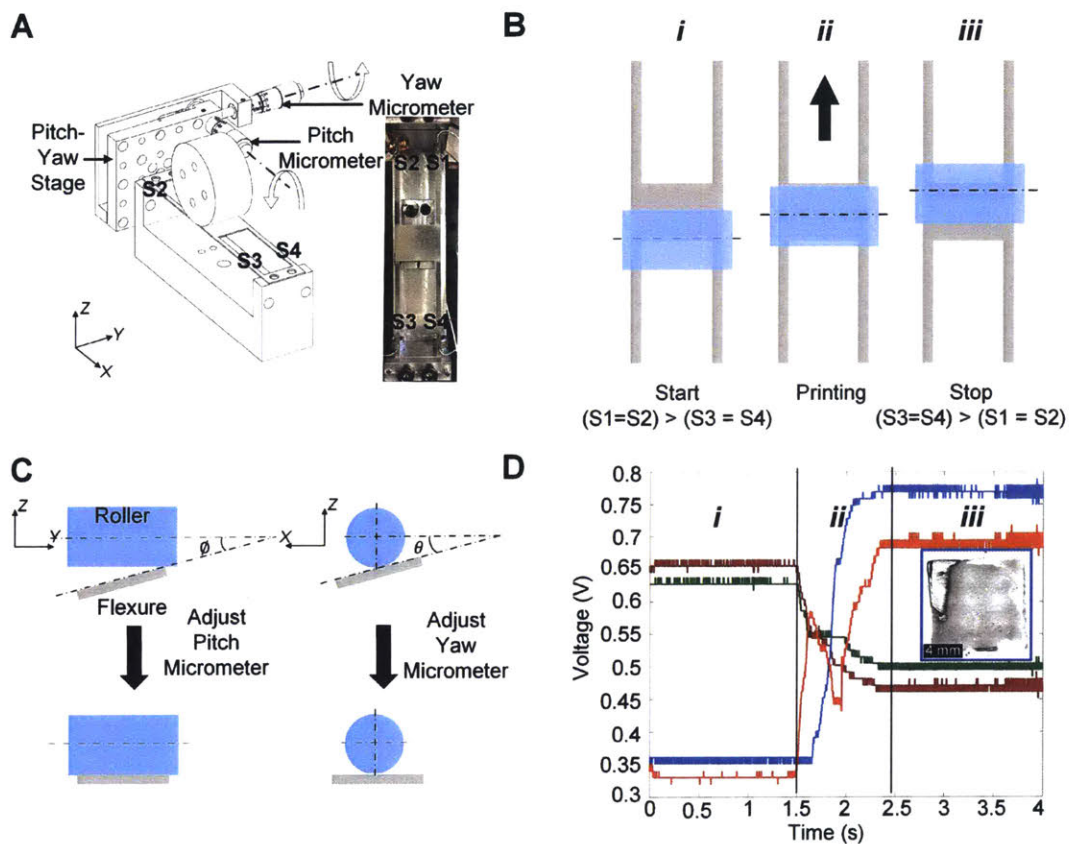 A
Yaw
Micrometer
Pitch
Micrometer
Pitch-
Yaw
Stage
S2
S3
S4
S2 S1
S3 S4
Z
Y
X
B
i
ii
iii
Start
(S1=S2) > (S3 = S4)
Printing
Stop
(S3=S4) > (S1 = S2)
C
Z
Y
Roller
Ø
Flexure
Adjust
Pitch
Micrometer
Z
X
θ
Adjust
Yaw
Micrometer
D
Voltage (V)
0.8
0.75
0.7
0.65
0.6
0.55
0.5
0.45
0.4
0.35
0.3
i
ii
iii
4 mm
0 0.5 1 1.5 2 2.5 3 3.5 4
Time (s)